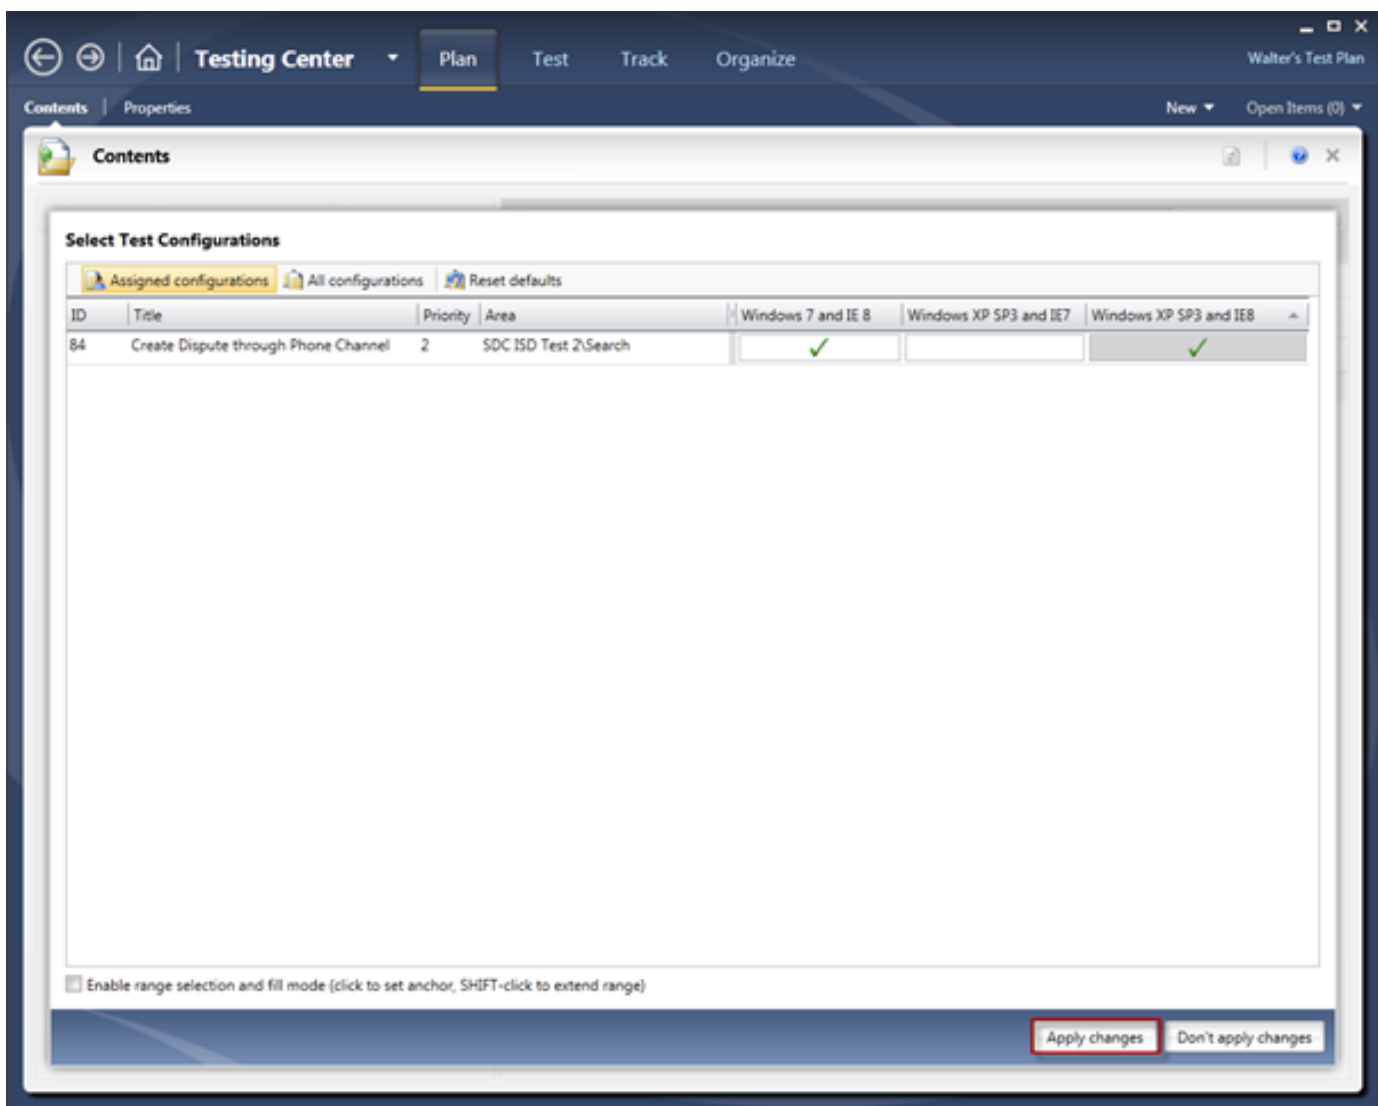 Testing Center Plan Test Track Organize Walter's Test Plan
Contents Properties New Open Items (0)
Contents
Select Test Configurations
Assigned configurations All configurations Reset defaults
ID Title Priority Area Windows 7 and IE 8 Windows XP SP3 and IE7 Windows XP SP3 and IE8
84 Create Dispute through Phone Channel 2 SDC ISD Test 2\Search
Enable range selection and fill mode (click to set anchor, SHIFT-click to extend range)
Apply changes Don't apply changes